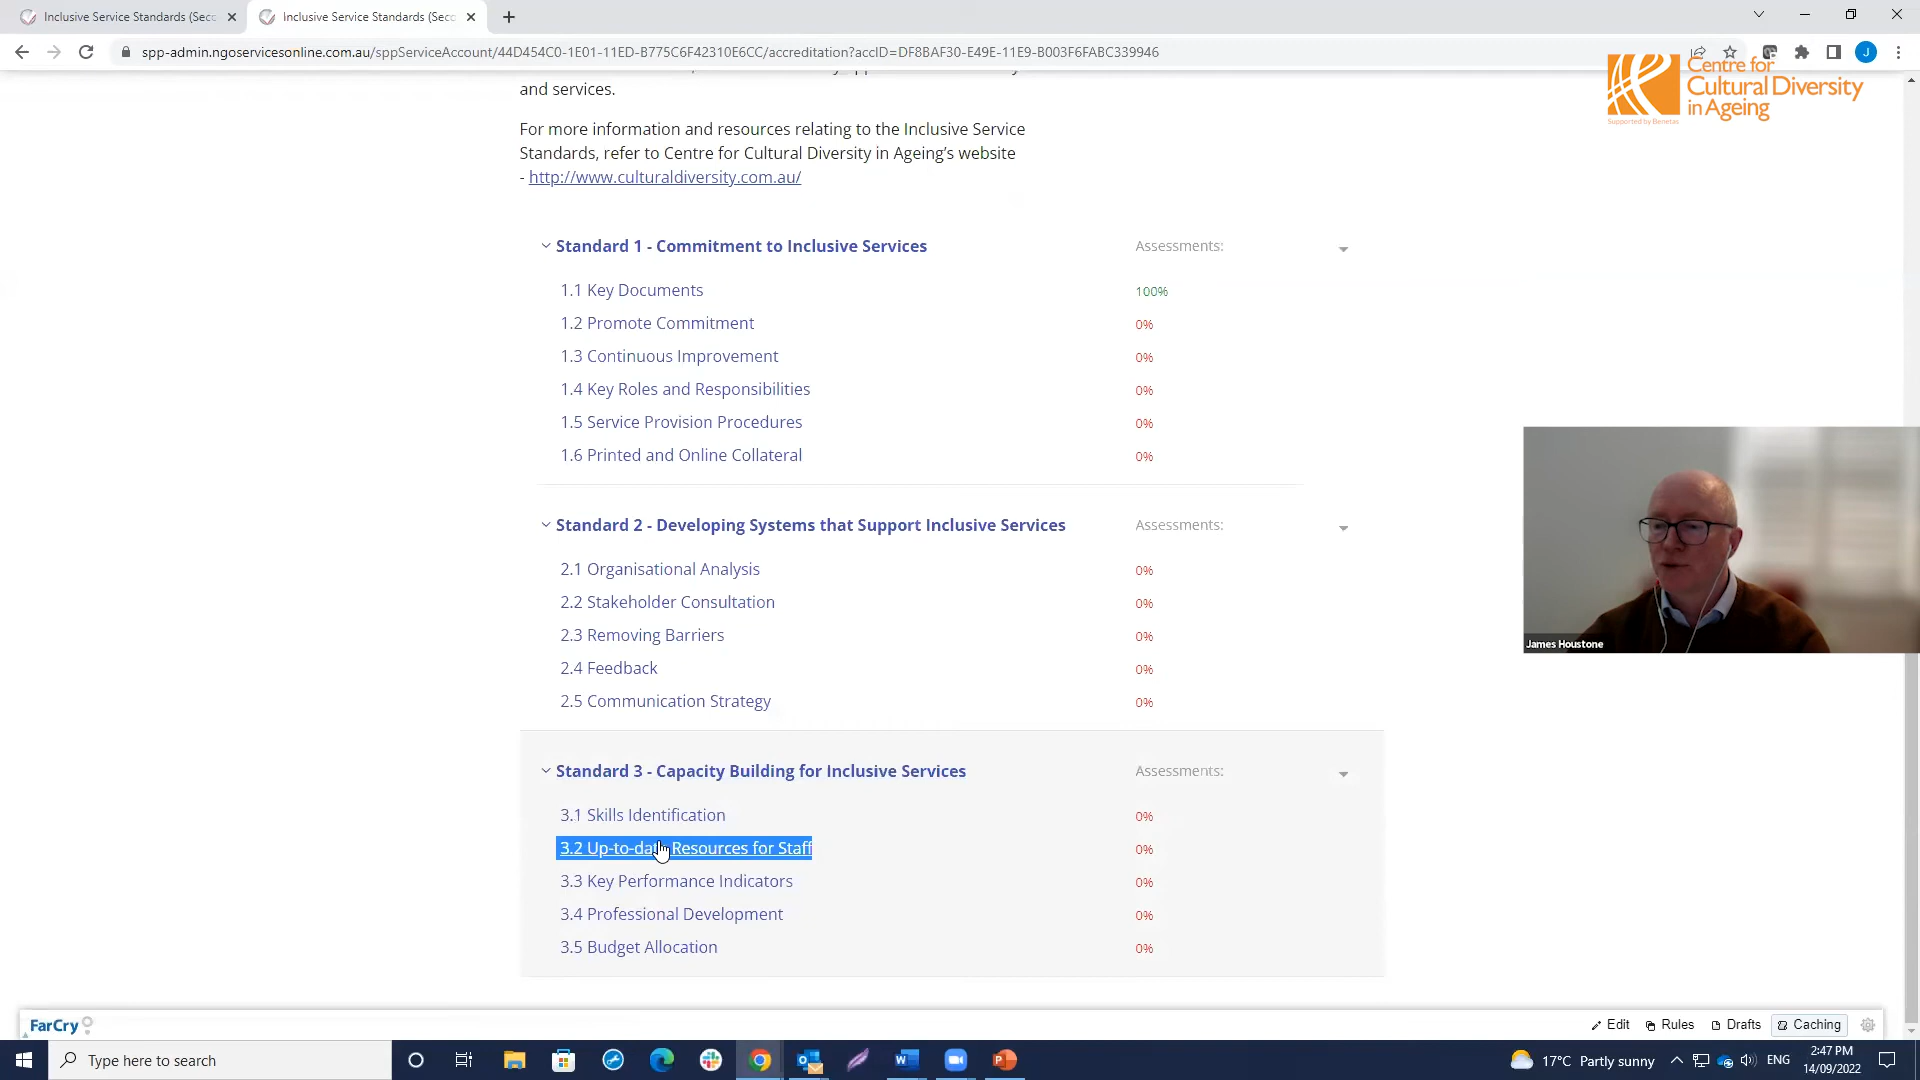 Inclusive Service Standards (Secc
Inclusive Service Standards (Secc
spp-admin.ngoservicesonline.com.au/sppServiceAccount/44D454C0-1E01-11ED-B775C6F42310E6CC/accreditation?accID=DF8BAF30-E49E-11E9-B003F6FABC339946
J
Centre for
Cultural Diversity
in Ageing
Supported by Benetas
and services.
For more information and resources relating to the Inclusive Service
Standards, refer to Centre for Cultural Diversity in Ageing's website
- http://www.culturaldiversity.com.au/
Standard 1 - Commitment to Inclusive Services Assessments:
1.1 Key Documents 100%
1.2 Promote Commitment 0%
1.3 Continuous Improvement 0%
1.4 Key Roles and Responsibilities 0%
1.5 Service Provision Procedures 0%
1.6 Printed and Online Collateral 0%
Standard 2 - Developing Systems that Support Inclusive Services Assessments:
2.1 Organisational Analysis 0%
2.2 Stakeholder Consultation 0%
2.3 Removing Barriers 0%
2.4 Feedback 0%
2.5 Communication Strategy 0%
James Houstone
Standard 3 - Capacity Building for Inclusive Services Assessments:
3.1 Skills Identification 0%
3.2 Up-to-date Resources for Staff 0%
3.3 Key Performance Indicators 0%
3.4 Professional Development 0%
3.5 Budget Allocation 0%
FarCry Edit Rules Drafts Caching
Type here to search 17°C Partly sunny ENG 2:47 PM
14/09/2022